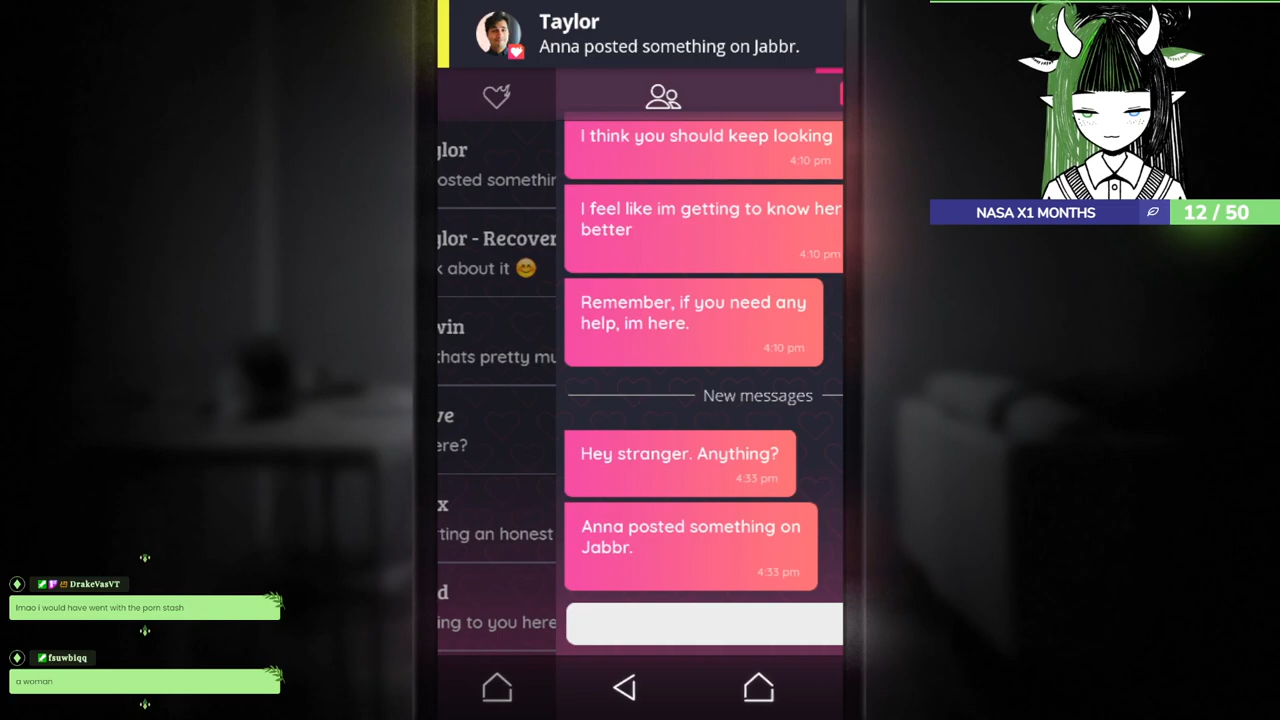 Taylor
Anna posted something on Jabbr.
NASA X1 MONTHS
12 / 50
ylor
osted somethin
ylor - Recover
k about it 😊
win
thats pretty mu
ve
ere?
x
rting an honest
d
ing to you here
I think you should keep looking
4:10 pm
I feel like im getting to know her
better
4:10 pm
Remember, if you need any
help, im here.
4:10 pm
New messages
Hey stranger. Anything?
4:33 pm
Anna posted something on
Jabbr.
4:33 pm
DrakeVasVT
lmao i would have went with the porn stash
fsuwbiqq
a woman